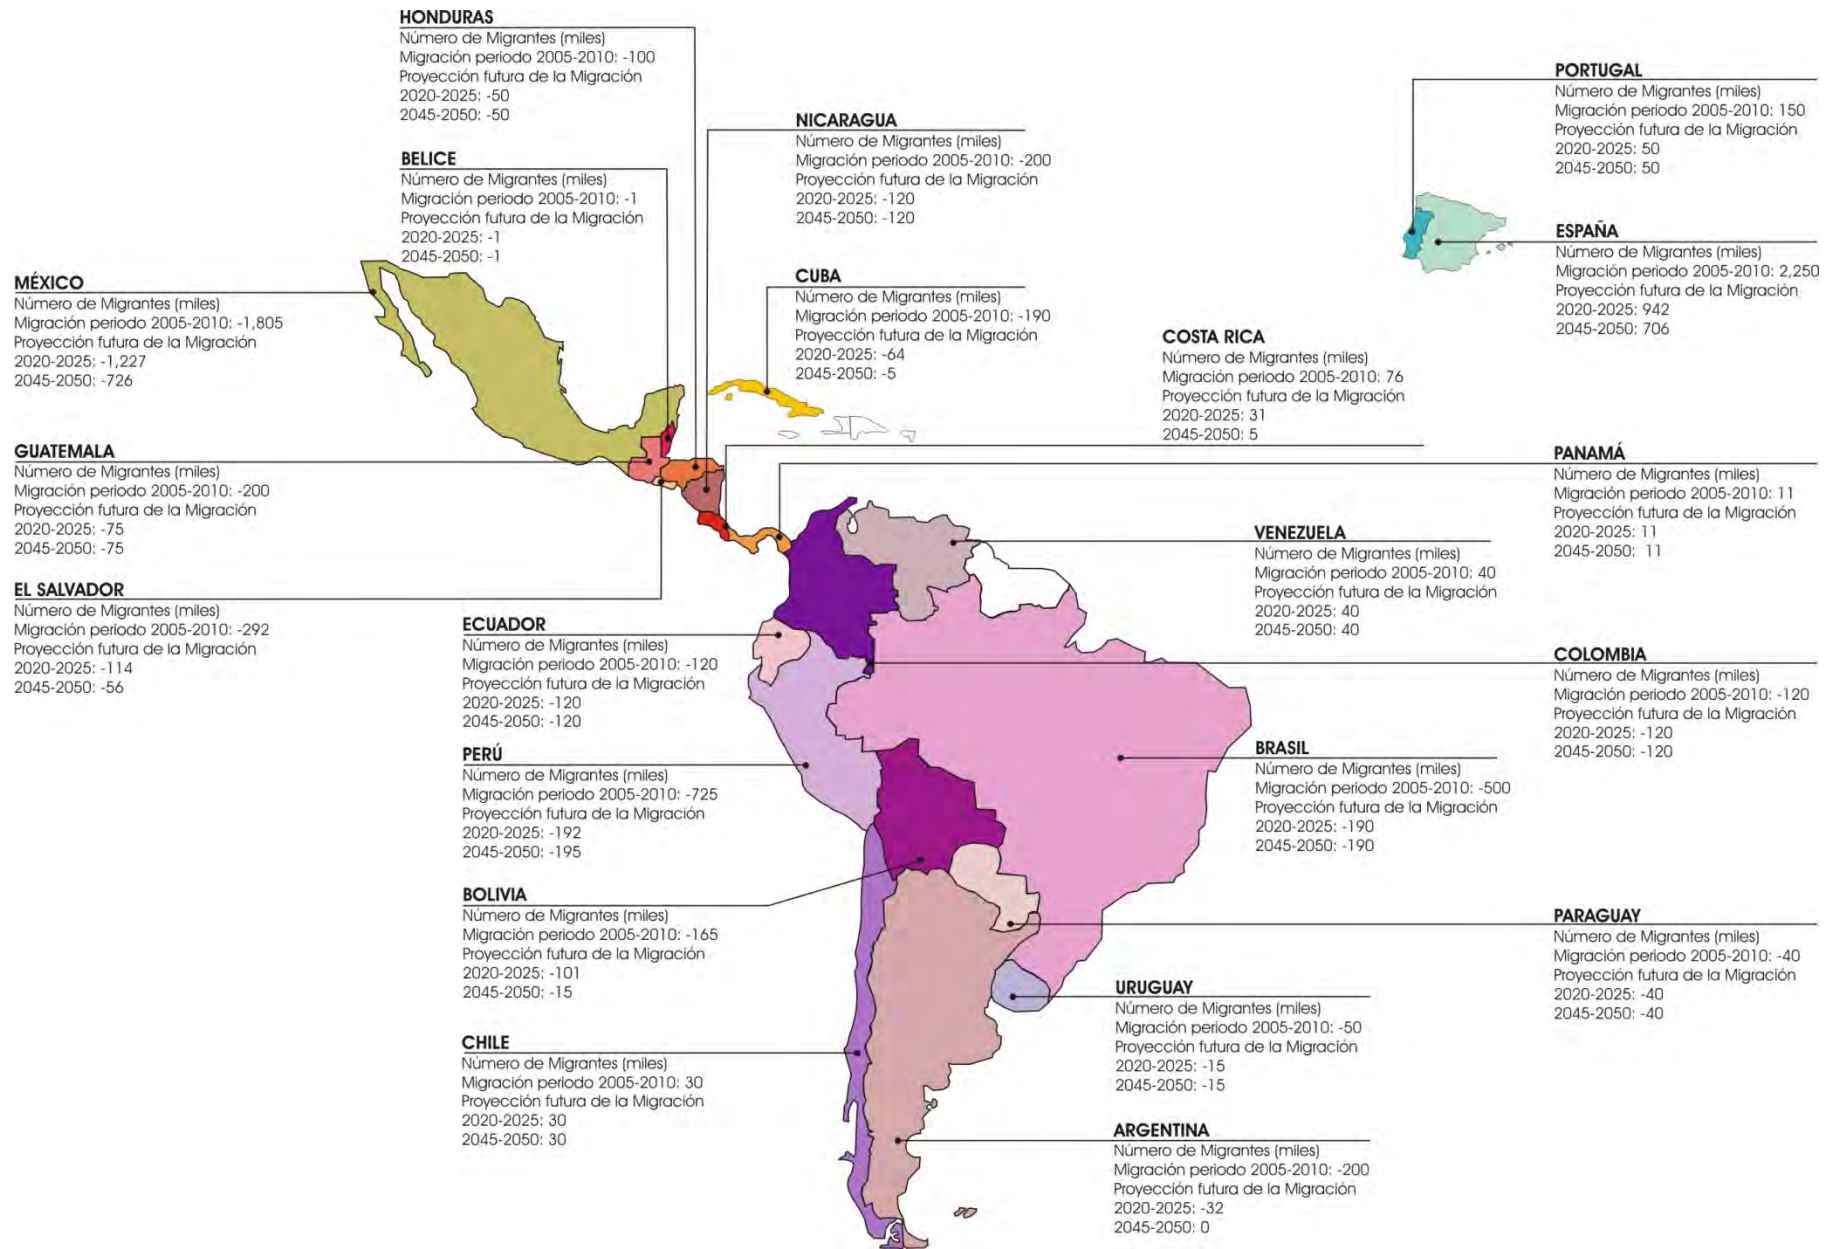 HONDURAS
Número de Migrantes (miles)
Migración periodo 2005-2010: -100
Proyección futura de la Migración
2020-2025: -50
2045-2050: -50
BELICE
Número de Migrantes (miles)
Migración periodo 2005-2010: -1
Proyección futura de la Migración
2020-2025: -1
2045-2050: -1
NICARAGUA
Número de Migrantes (miles)
Migración periodo 2005-2010: -200
Proyección futura de la Migración
2020-2025: -120
2045-2050: -120
PORTUGAL
Número de Migrantes (miles)
Migración periodo 2005-2010: 150
Proyección futura de la Migración
2020-2025: 50
2045-2050: 50
ESPAÑA
Número de Migrantes (miles)
Migración periodo 2005-2010: 2,250
Proyección futura de la Migración
2020-2025: 942
2045-2050: 706
MÉXICO
Número de Migrantes (miles)
Migración periodo 2005-2010: -1,805
Proyección futura de la Migración
2020-2025: -1,227
2045-2050: -726
CUBA
Número de Migrantes (miles)
Migración periodo 2005-2010: -190
Proyección futura de la Migración
2020-2025: -64
2045-2050: -5
COSTA RICA
Número de Migrantes (miles)
Migración periodo 2005-2010: 76
Proyección futura de la Migración
2020-2025: 31
2045-2050: 5
GUATEMALA
Número de Migrantes (miles)
Migración periodo 2005-2010: -200
Proyección futura de la Migración
2020-2025: -75
2045-2050: -75
PANAMÁ
Número de Migrantes (miles)
Migración periodo 2005-2010: 11
Proyección futura de la Migración
2020-2025: 11
2045-2050: 11
VENEZUELA
Número de Migrantes (miles)
Migración periodo 2005-2010: 40
Proyección futura de la Migración
2020-2025: 40
2045-2050: 40
EL SALVADOR
Número de Migrantes (miles)
Migración periodo 2005-2010: -292
Proyección futura de la Migración
2020-2025: -114
2045-2050: -56
ECUADOR
Número de Migrantes (miles)
Migración periodo 2005-2010: -120
Proyección futura de la Migración
2020-2025: -120
2045-2050: -120
COLOMBIA
Número de Migrantes (miles)
Migración periodo 2005-2010: -120
Proyección futura de la Migración
2020-2025: -120
2045-2050: -120
PERÚ
Número de Migrantes (miles)
Migración periodo 2005-2010: -725
Proyección futura de la Migración
2020-2025: -192
2045-2050: -195
BRASIL
Número de Migrantes (miles)
Migración periodo 2005-2010: -500
Proyección futura de la Migración
2020-2025: -190
2045-2050: -190
BOLIVIA
Número de Migrantes (miles)
Migración periodo 2005-2010: -165
Proyección futura de la Migración
2020-2025: -101
2045-2050: -15
PARAGUAY
Número de Migrantes (miles)
Migración periodo 2005-2010: -40
Proyección futura de la Migración
2020-2025: -40
2045-2050: -40
URUGUAY
Número de Migrantes (miles)
Migración periodo 2005-2010: -50
Proyección futura de la Migración
2020-2025: -15
2045-2050: -15
CHILE
Número de Migrantes (miles)
Migración periodo 2005-2010: 30
Proyección futura de la Migración
2020-2025: 30
2045-2050: 30
ARGENTINA
Número de Migrantes (miles)
Migración periodo 2005-2010: -200
Proyección futura de la Migración
2020-2025: -32
2045-2050: 0